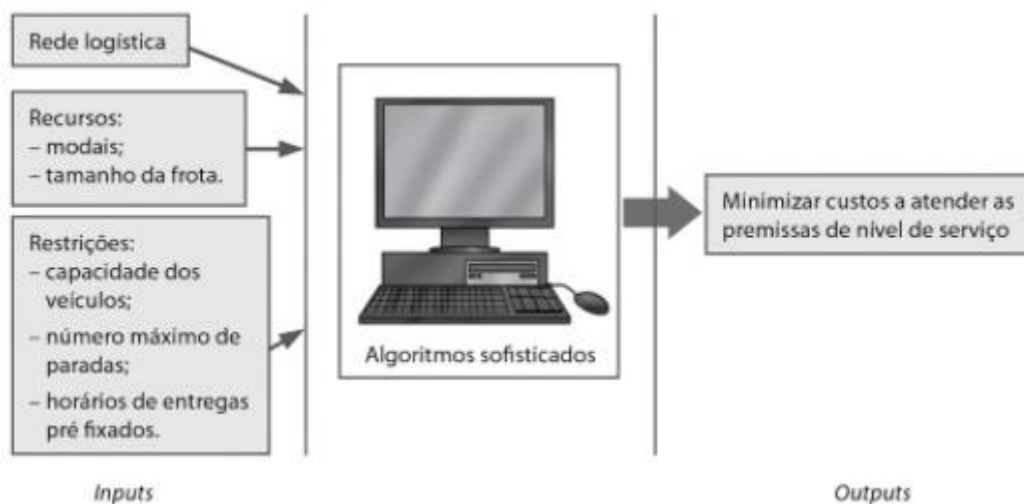 Rede logística
Recursos:
– modais;
– tamanho da frota.
Restrições:
– capacidade dos
veículos;
– número máximo de
paradas;
– horários de entregas
pré fixados.
Algoritmos sofisticados
Minimizar custos a atender as
premissas de nível de serviço
Inputs
Outputs